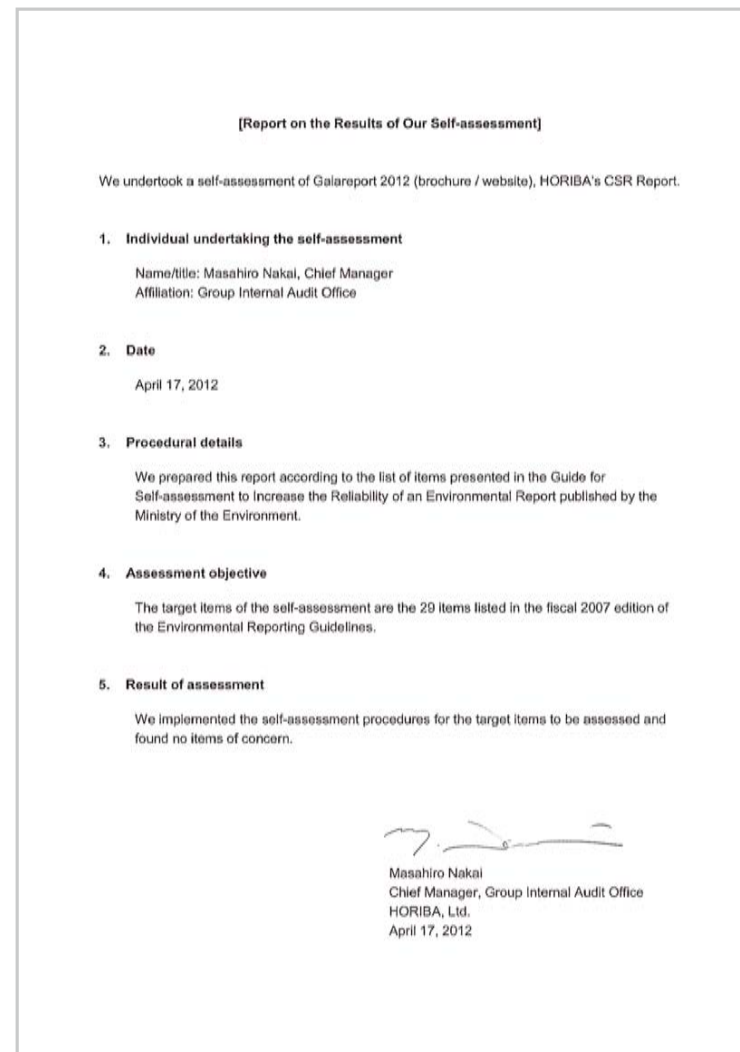 [Report on the Results of Our Self-assessment]
We undertook a self-assessment of Gaiareport 2012 (brochure / website), HORIBA's CSR Report.
1. Individual undertaking the self-assessment
Name/title: Masahiro Nakai, Chief Manager
Affiliation: Group Internal Audit Office
2. Date
April 17, 2012
3. Procedural details
We prepared this report according to the list of items presented in the Guide for
Self-assessment to Increase the Reliability of an Environmental Report published by the
Ministry of the Environment.
4. Assessment objective
The target items of the self-assessment are the 29 items listed in the fiscal 2007 edition of
the Environmental Reporting Guidelines.
5. Result of assessment
We implemented the self-assessment procedures for the target items to be assessed and
found no items of concern.
Masahiro Nakai
Chief Manager, Group Internal Audit Office
HORIBA, Ltd.
April 17, 2012